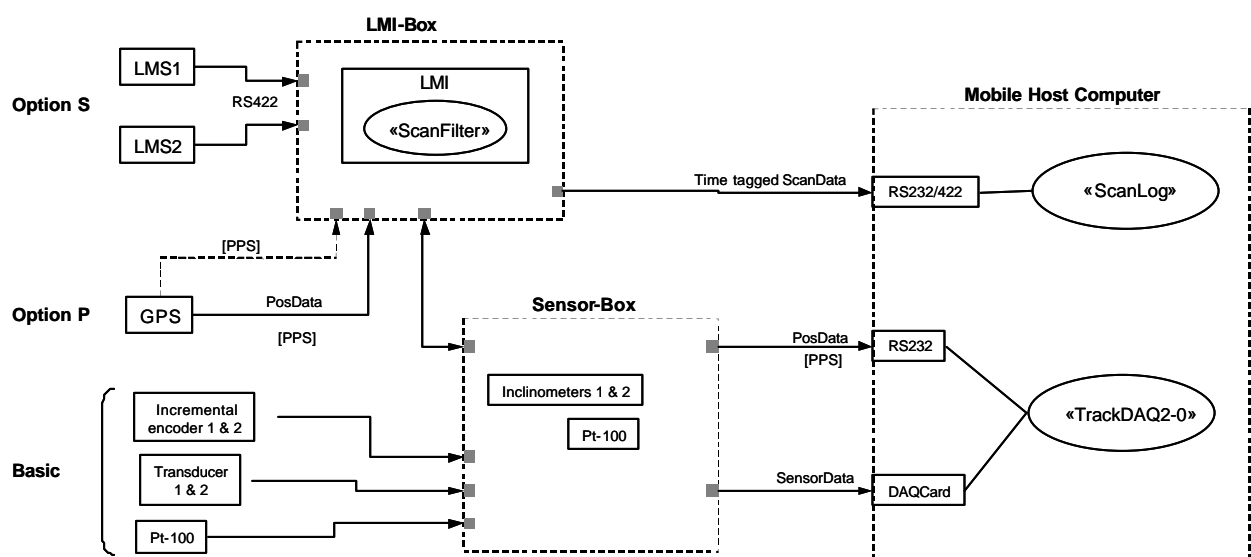 LMI-Box
LMS1
LMI
Option S
RS422
Mobile Host Computer
«ScanFilter»
LMS2
Time tagged ScanData
RS232/422
«ScanLog»
[PPS]
Option P
GPS
PosData
[PPS]
Sensor-Box
PosData
[PPS]
RS232
Inclinometers 1 & 2
Incremental
encoder 1 & 2
Pt-100
«TrackDAQ2-0»
Basic
Transducer
1 & 2
SensorData
DAQCard
Pt-100